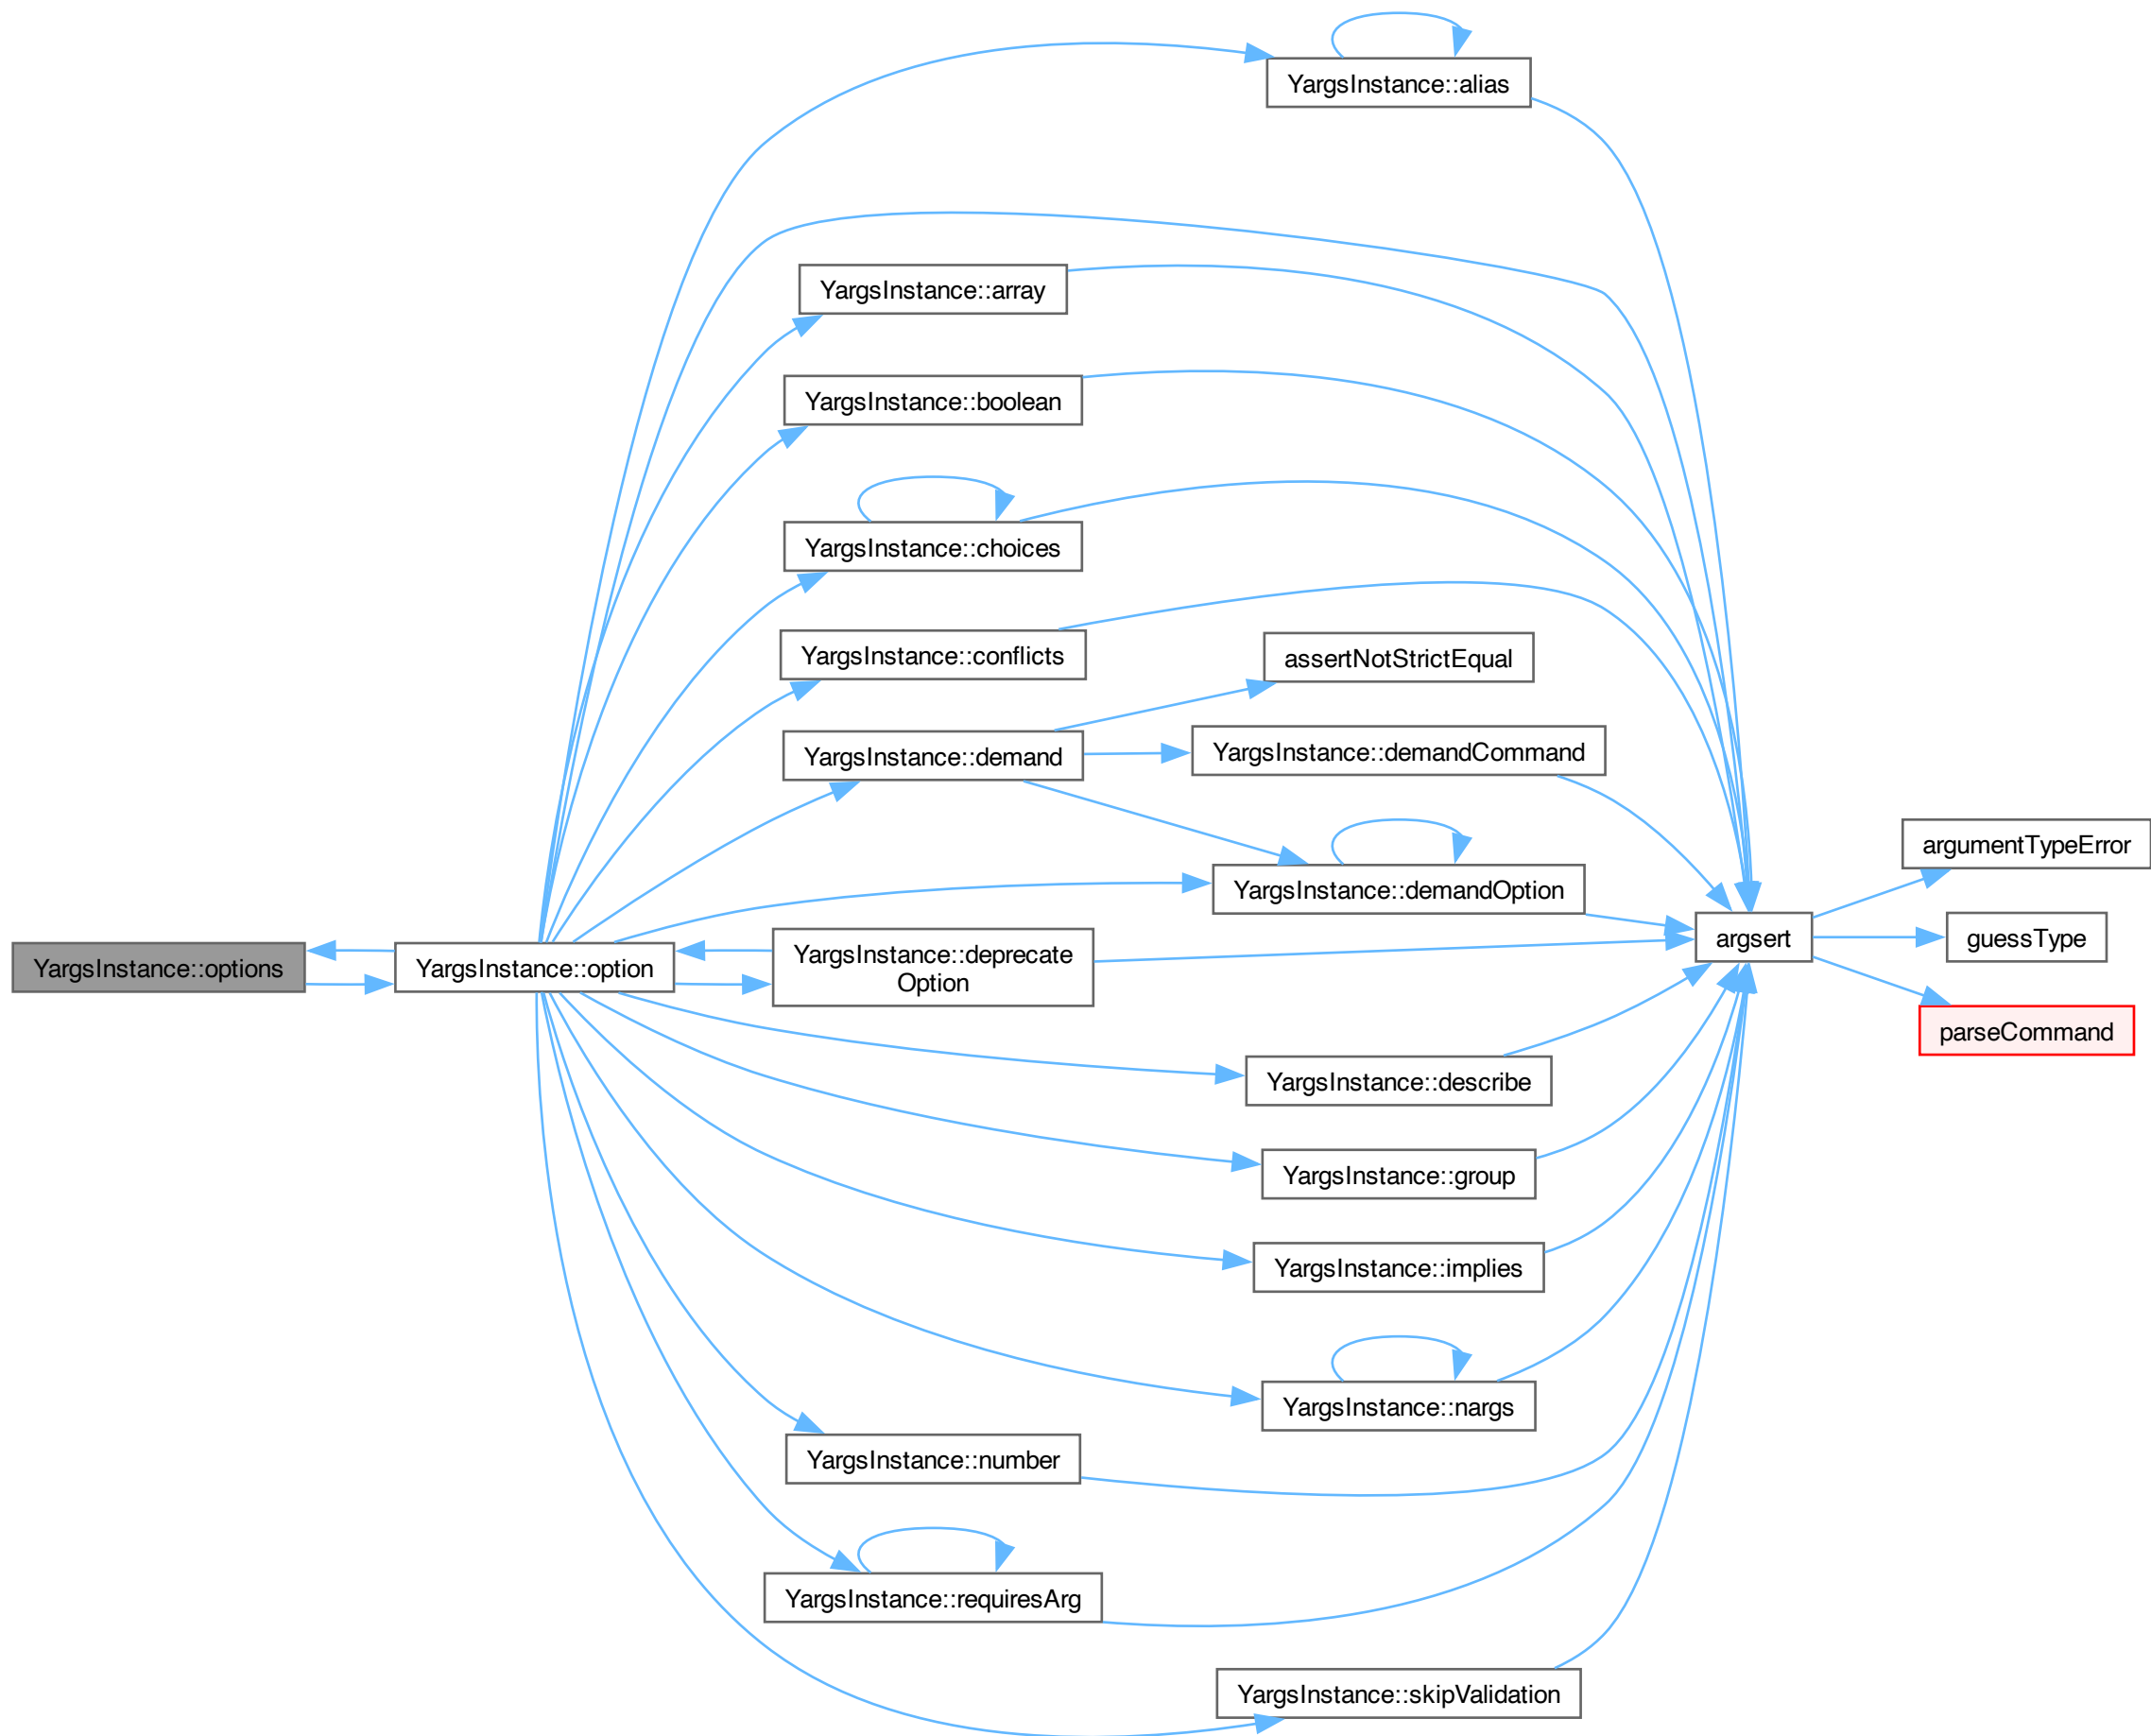 YargsInstance::alias
YargsInstance::array
YargsInstance::boolean
YargsInstance::choices
YargsInstance::conflicts
assertNotStrictEqual
YargsInstance::demand
YargsInstance::demandCommand
argumentTypeError
YargsInstance::demandOption
argsert
guessType
YargsInstance::options
YargsInstance::option
YargsInstance::deprecate
Option
parseCommand
YargsInstance::describe
YargsInstance::group
YargsInstance::implies
YargsInstance::nargs
YargsInstance::number
YargsInstance::requiresArg
YargsInstance::skipValidation